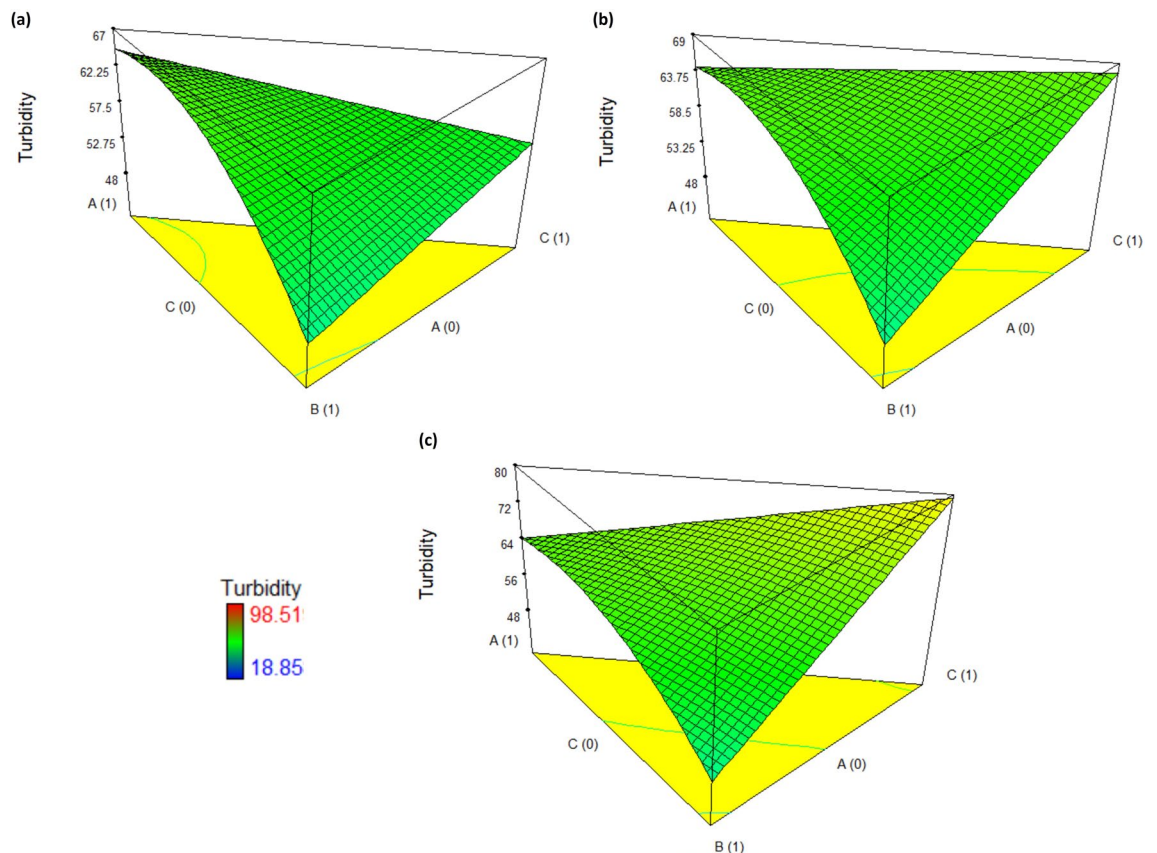 (a)
67
62.25
57.5
52.75
48
Turbidity
A (1)
C (1)
C (0)
A (0)
B (1)
(b)
69
63.75
58.5
53.25
48
Turbidity
A (1)
C (1)
C (0)
A (0)
B (1)
(c)
80
72
64
56
48
Turbidity
A (1)
C (1)
C (0)
A (0)
B (1)
Turbidity
98.51
18.85